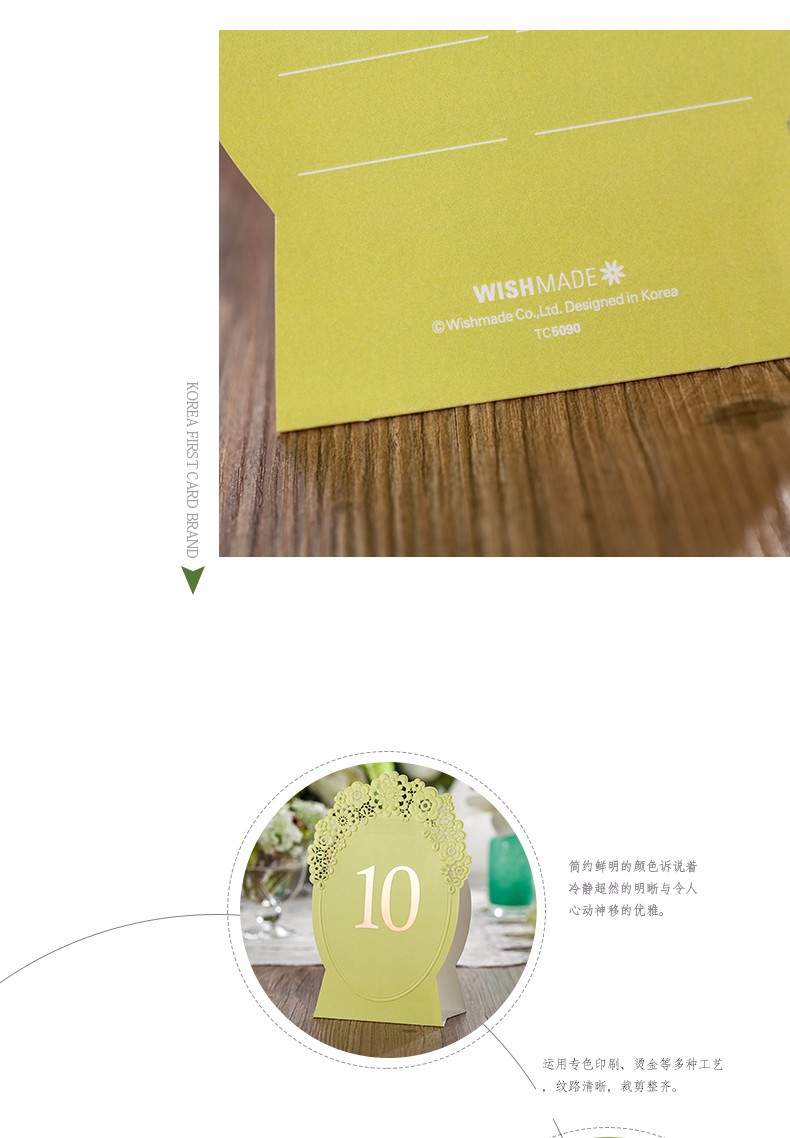 WISHMADE
©Wishmade Co.,Ltd. Designed in Korea
TC5090
KOREA FIRST CARD BRAND
10
简约鲜明的颜色诉说着
冷静超然的明晰与令人
心动神移的优雅。
运用专色印刷、烫金等多种工艺
，纹路清晰，裁剪整齐。